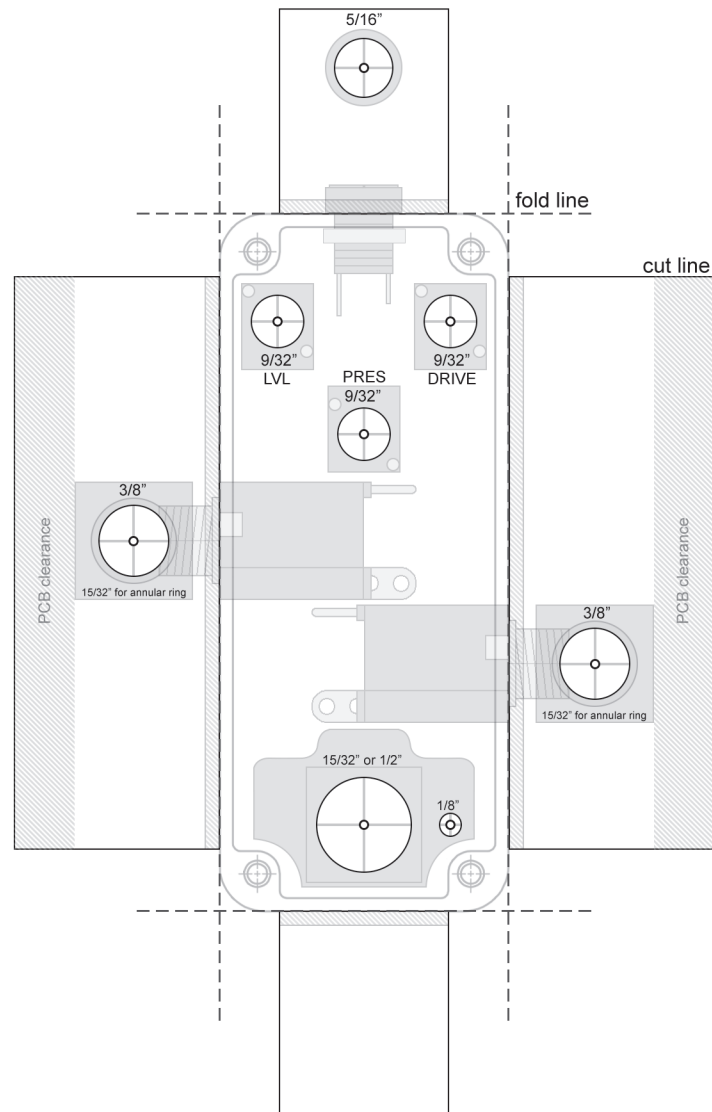 5/16”
fold line
cut line
9/32”
LVL
PRES
9/32”
9/32”
DRIVE
3/8”
15/32” for annular ring
PCB clearance
3/8”
15/32” for annular ring
PCB clearance
15/32” or 1/2”
1/8”